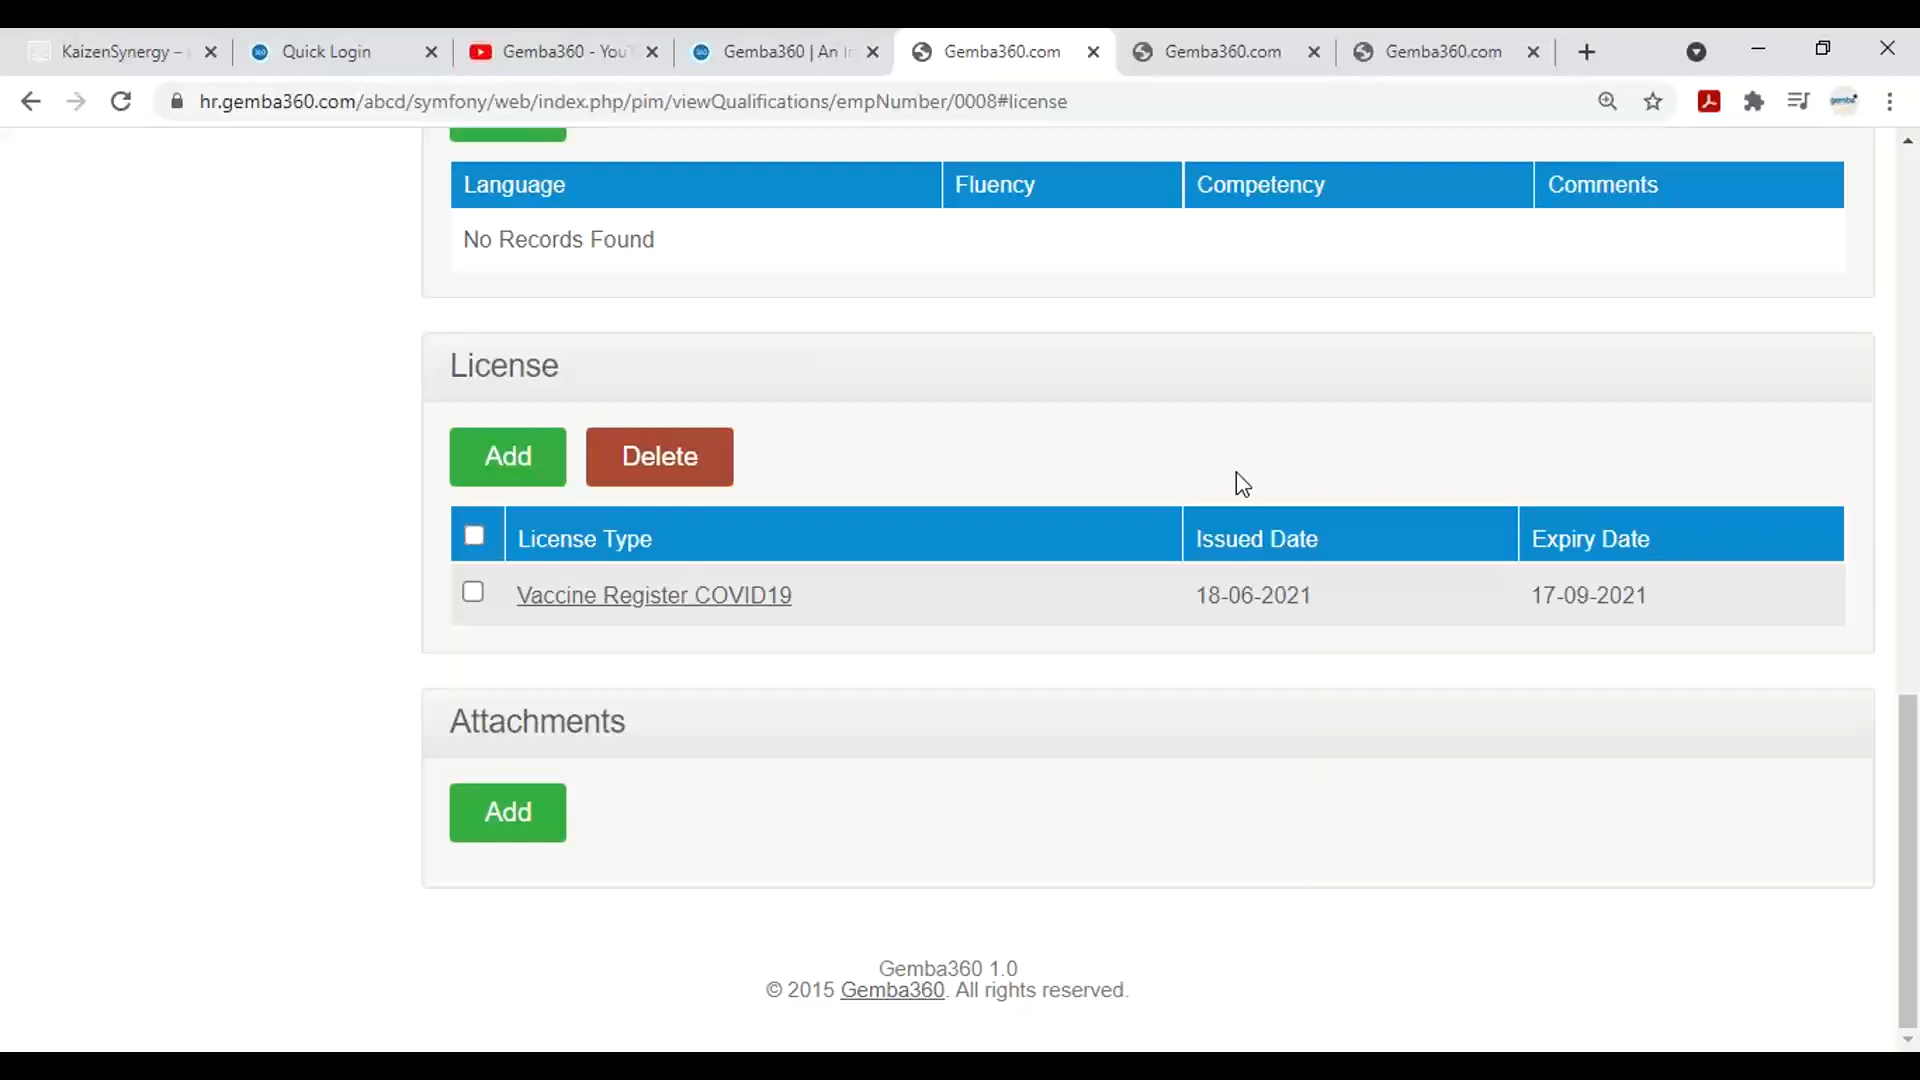 KaizenSynergy –
Quick Login
Gemba360 - YouT
Gemba360 | An In
Gemba360.com
Gemba360.com
Gemba360.com
hr.gemba360.com/abcd/symfony/web/index.php/pim/viewQualifications/empNumber/0008#license
Language Fluency Competency Comments
No Records Found
License
Add Delete
License Type Issued Date Expiry Date
Vaccine Register COVID19 18-06-2021 17-09-2021
Attachments
Add
Gemba360 1.0
© 2015 Gemba360. All rights reserved.